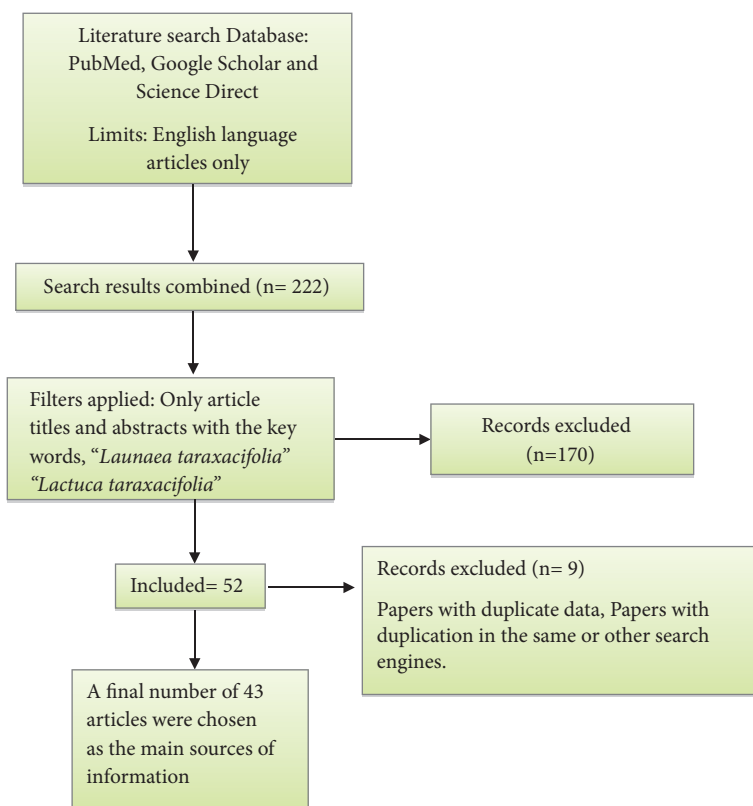 Literature search Database:
PubMed, Google Scholar and
Science Direct
Limits: English language
articles only
Search results combined (n= 222)
Filters applied: Only article
titles and abstracts with the key
words, “Launaea taraxacifolia”
“Lactuca taraxacifolia”
Records excluded
(n=170)
Included= 52
Records excluded (n= 9)
Papers with duplicate data, Papers with
duplication in the same or other search
engines.
A final number of 43
articles were chosen
as the main sources of
information